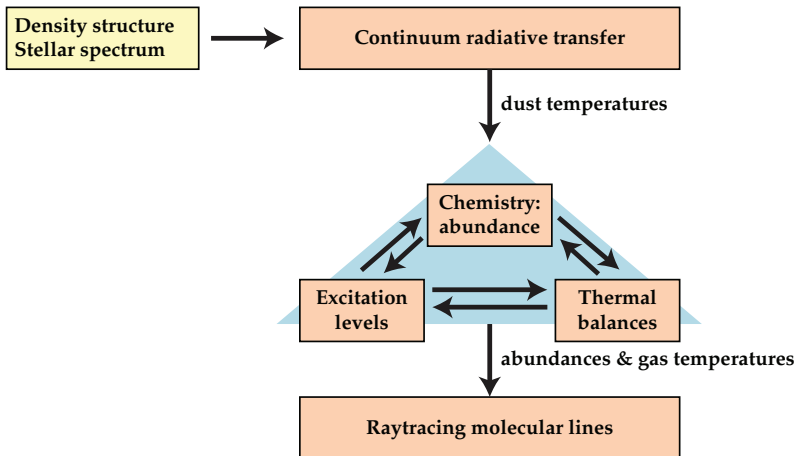 Density structure
Stellar spectrum
Continuum radiative transfer
dust temperatures
Chemistry:
abundance
Excitation
levels
Thermal
balances
abundances & gas temperatures
Raytracing molecular lines